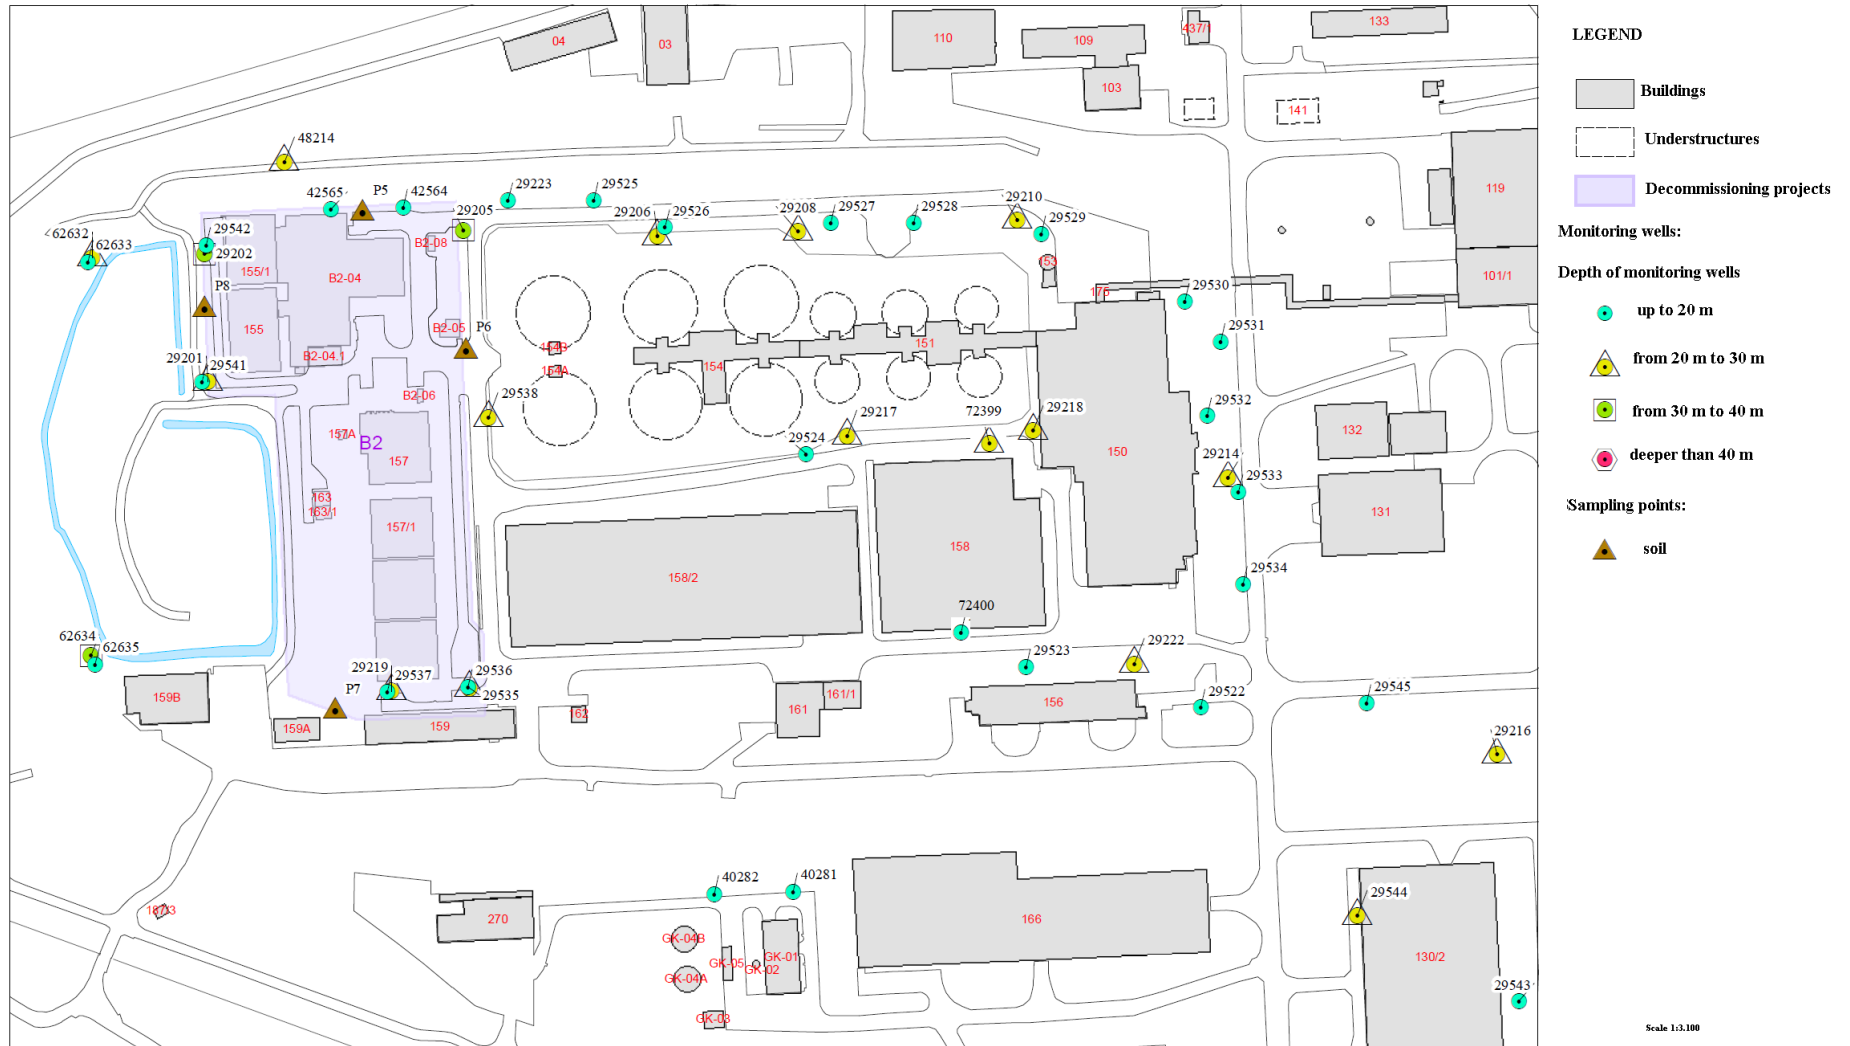 04
03
110
109
437/1
133
103
141
119
101/1
48214
42565
P5
42564
29223
29525
29205
29206
29526
29208
29527
29528
29210
29529
62632
62633
29542
29202
B2-08
155/1
B2-04
153
175
29530
P8
155
B2-05
P6
B2-04.1
154B
154A
154
151
29531
29201
29541
B2-06
29538
29217
72399
29218
29532
132
157A
B2
157
29524
150
29214
29533
163
163/1
157/1
158/2
158
131
29534
72400
62634
62635
29219
29537
29536
29535
29523
29222
P7
159B
159A
159
162
161
161/1
156
29522
29545
29216
40282
40281
270
166
29544
130/2
29543
GK-04B
GK-04A
GK-05
GK-02
GK-01
GK-03
LEGEND
Buildings
Understructures
Decommissioning projects
Monitoring wells:
Depth of monitoring wells
up to 20 m
from 20 m to 30 m
from 30 m to 40 m
deeper than 40 m
Sampling points:
soil
Scale 1:3.100